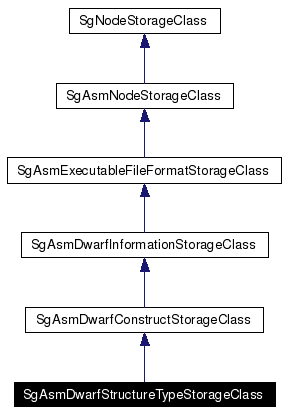 SgNodeStorageClass
SgAsmNodeStorageClass
SgAsmExecutableFileFormatStorageClass
SgAsmDwarfInformationStorageClass
SgAsmDwarfConstructStorageClass
SgAsmDwarfStructureTypeStorageClass